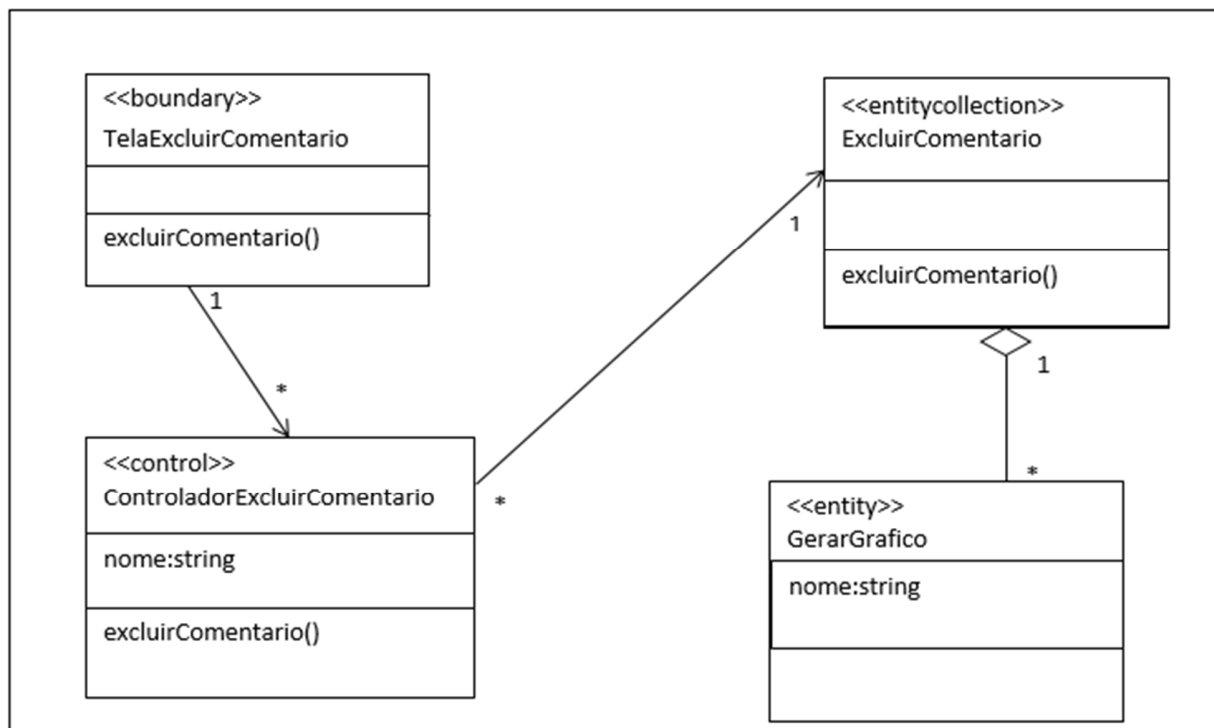 <<boundary>>
TelaExcluirComentario
excluirComentario()
1
*
<<control>>
ControladorExcluirComentario
nome:string
excluirComentario()
*
1
<<entitycollection>>
ExcluirComentario
excluirComentario()
1
*
<<entity>>
GerarGrafico
nome:string